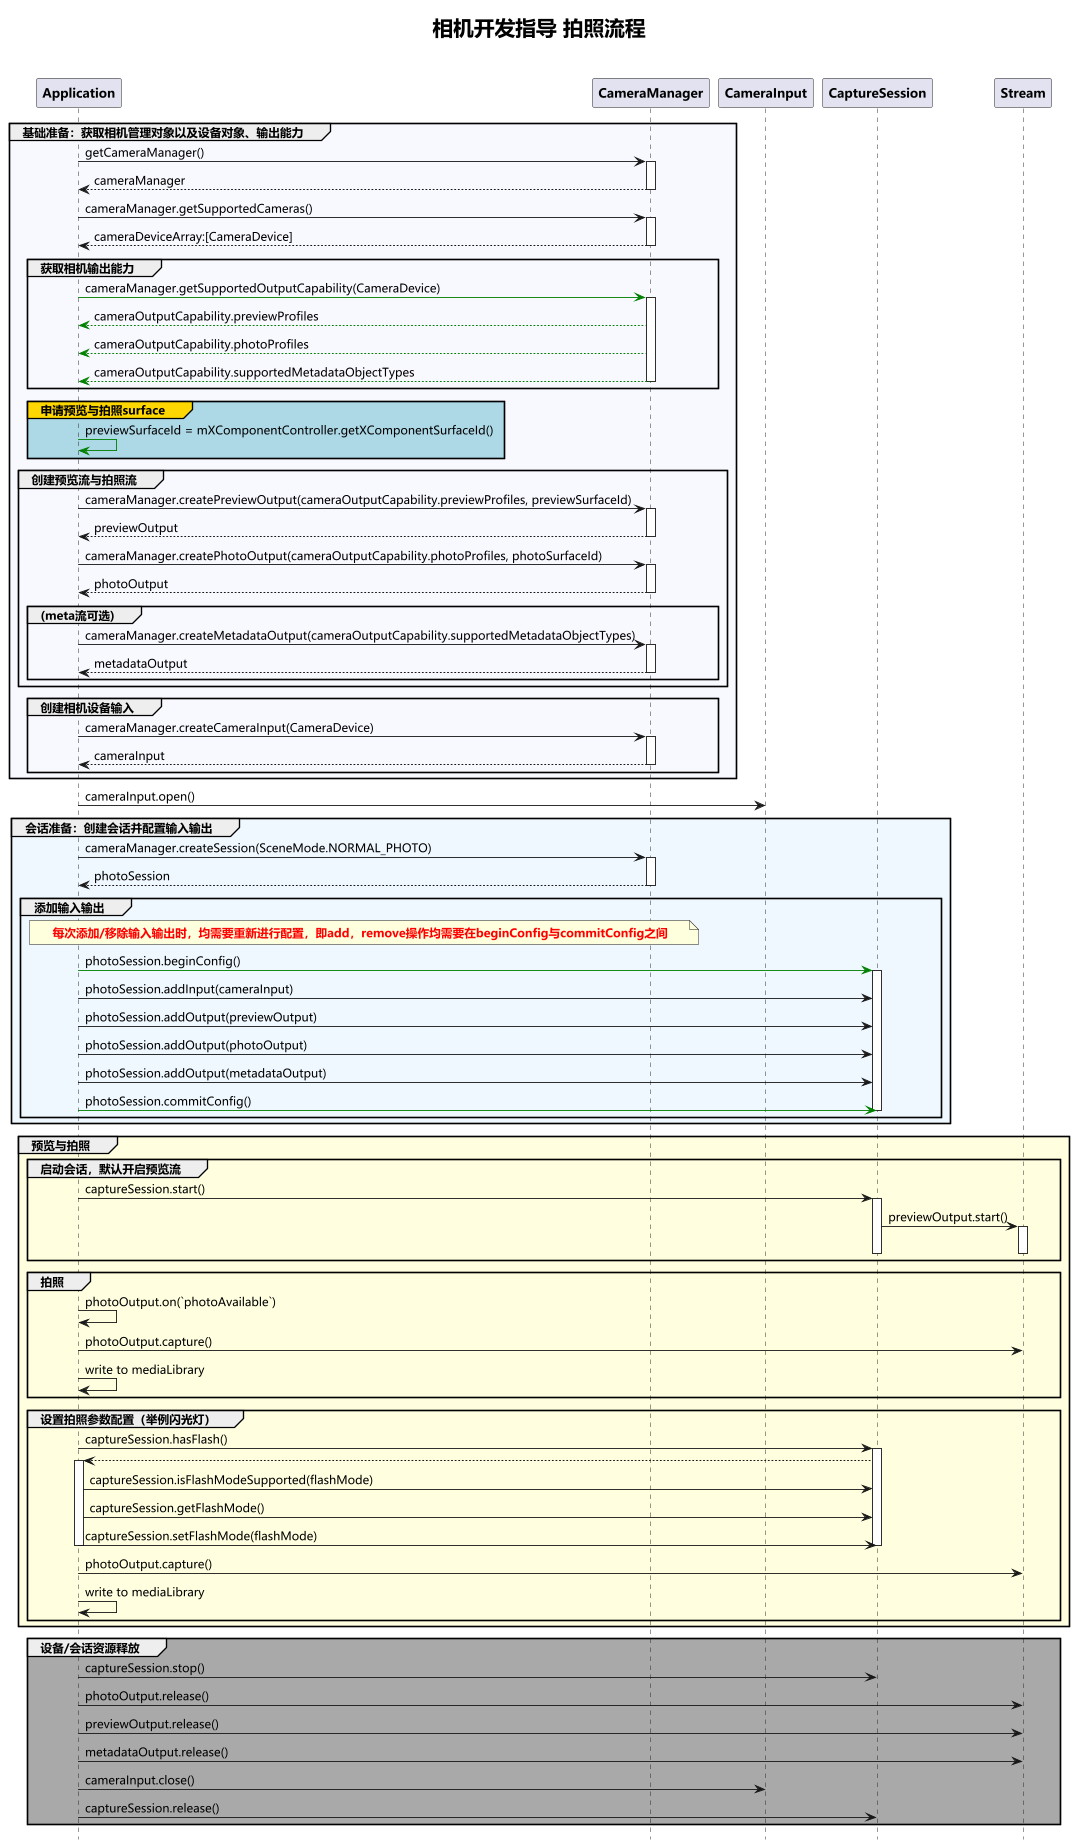 相机开发指导 拍照流程
Application
CameraManager
CameraInput
CaptureSession
Stream
基础准备：获取相机管理对象以及设备对象、输出能力
getCameraManager()
cameraManager
cameraManager.getSupportedCameras()
cameraDeviceArray:[CameraDevice]
获取相机输出能力
cameraManager.getSupportedOutputCapability(CameraDevice)
cameraOutputCapability.previewProfiles
cameraOutputCapability.photoProfiles
cameraOutputCapability.supportedMetadataObjectTypes
申请预览与拍照surface
previewSurfaceId = mXComponentController.getXComponentSurfaceId()
创建预览流与拍照流
cameraManager.createPreviewOutput(cameraOutputCapability.previewProfiles, previewSurfaceId)
previewOutput
cameraManager.createPhotoOutput(cameraOutputCapability.photoProfiles, photoSurfaceId)
photoOutput
(meta流可选)
cameraManager.createMetadataOutput(cameraOutputCapability.supportedMetadataObjectTypes)
metadataOutput
创建相机设备输入
cameraManager.createCameraInput(CameraDevice)
cameraInput
cameraInput.open()
会话准备：创建会话并配置输入输出
cameraManager.createSession(SceneMode.NORMAL_PHOTO)
photoSession
添加输入输出
每次添加/移除输入输出时，均需要重新进行配置，即add，remove操作均需要在beginConfig与commitConfig之间
photoSession.beginConfig()
photoSession.addInput(cameraInput)
photoSession.addOutput(previewOutput)
photoSession.addOutput(photoOutput)
photoSession.addOutput(metadataOutput)
photoSession.commitConfig()
预览与拍照
启动会话，默认开启预览流
captureSession.start()
previewOutput.start()
拍照
photoOutput.on(`photoAvailable`)
photoOutput.capture()
write to mediaLibrary
设置拍照参数配置（举例闪光灯）
captureSession.hasFlash()
captureSession.isFlashModeSupported(flashMode)
captureSession.getFlashMode()
captureSession.setFlashMode(flashMode)
photoOutput.capture()
write to mediaLibrary
设备/会话资源释放
captureSession.stop()
photoOutput.release()
previewOutput.release()
metadataOutput.release()
cameraInput.close()
captureSession.release()